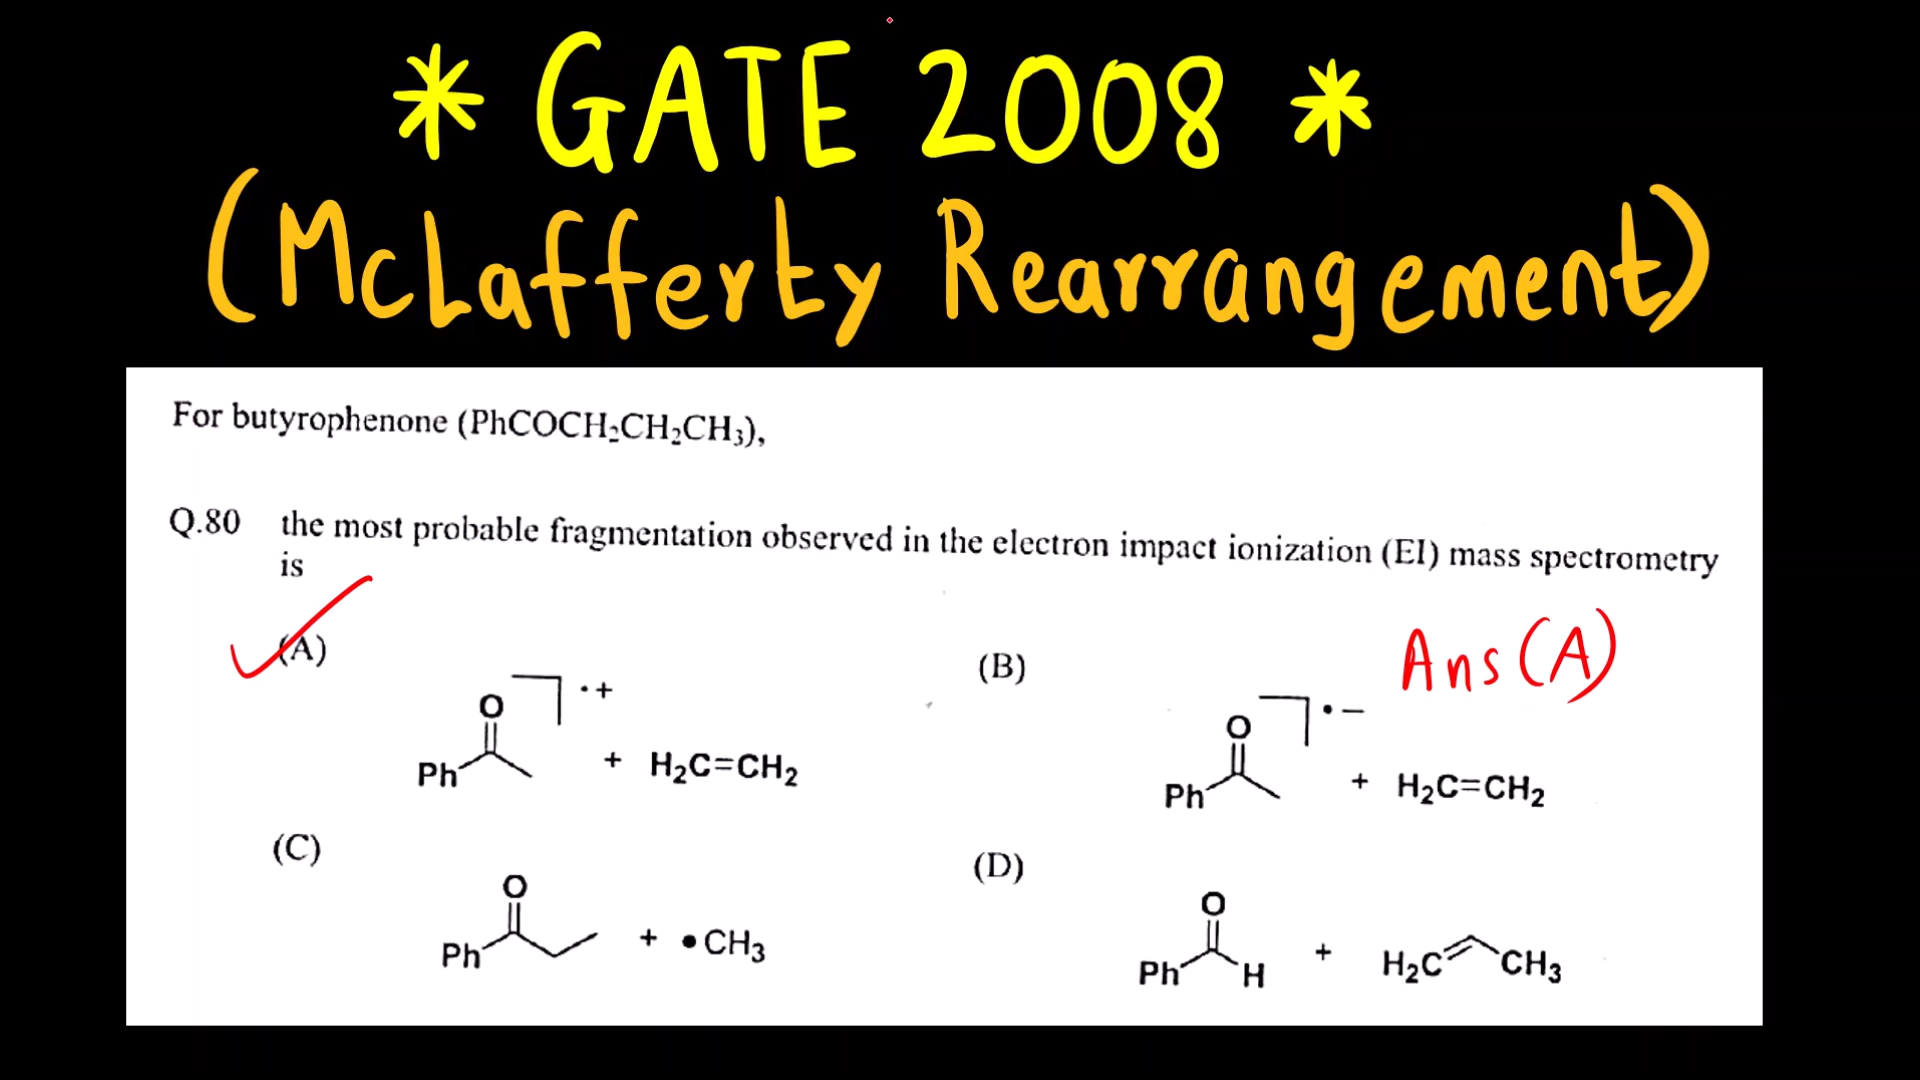 * GATE 2008 *
(McLafferty Rearrangement)
For butyrophenone (PhCOCH₂CH₂CH₃),
Q.80 the most probable fragmentation observed in the electron impact ionization (EI) mass spectrometry
is
(A)
(B)
Ans (A)
O
•+
Ph
+ H₂C=CH₂
O
•−
Ph
+ H₂C=CH₂
(C)
(D)
O
Ph
+ •CH₃
O
Ph
H
+
H₂C
CH₃